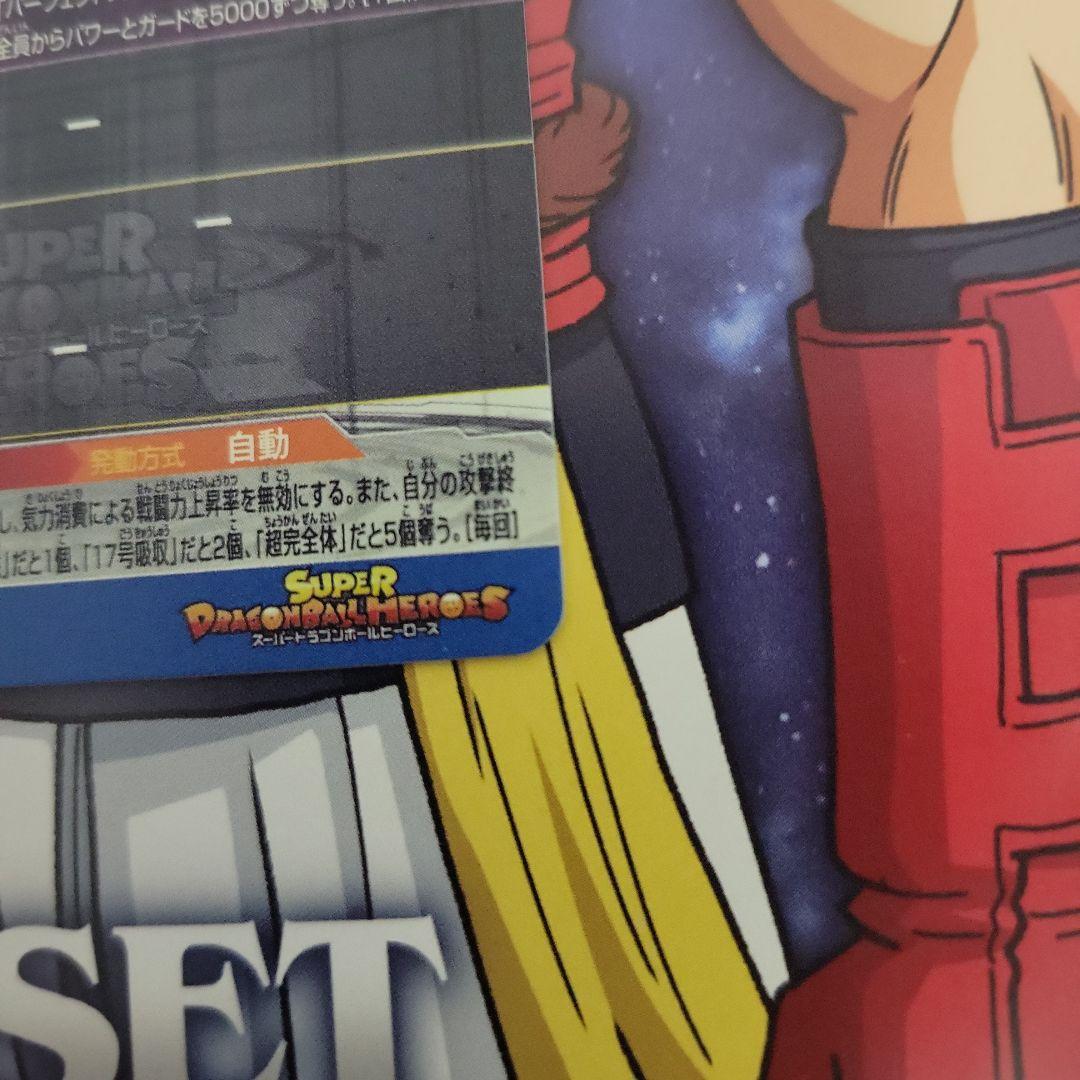 全員からパワーとガードを5000ずつ奪う。[1回
SUPER
DRAGONBALL
ドラゴンボールヒーローズ
HEROES
発動方式 自動
し、気力消費による戦闘力上昇率を無効にする。また、自分の攻撃終
」だと1個、「17号吸収」だと2個、「超完全体」だと5個奪う。[毎回]
SUPER
DRAGONBALL HEROES
スーパードラゴンボールヒーローズ
SET